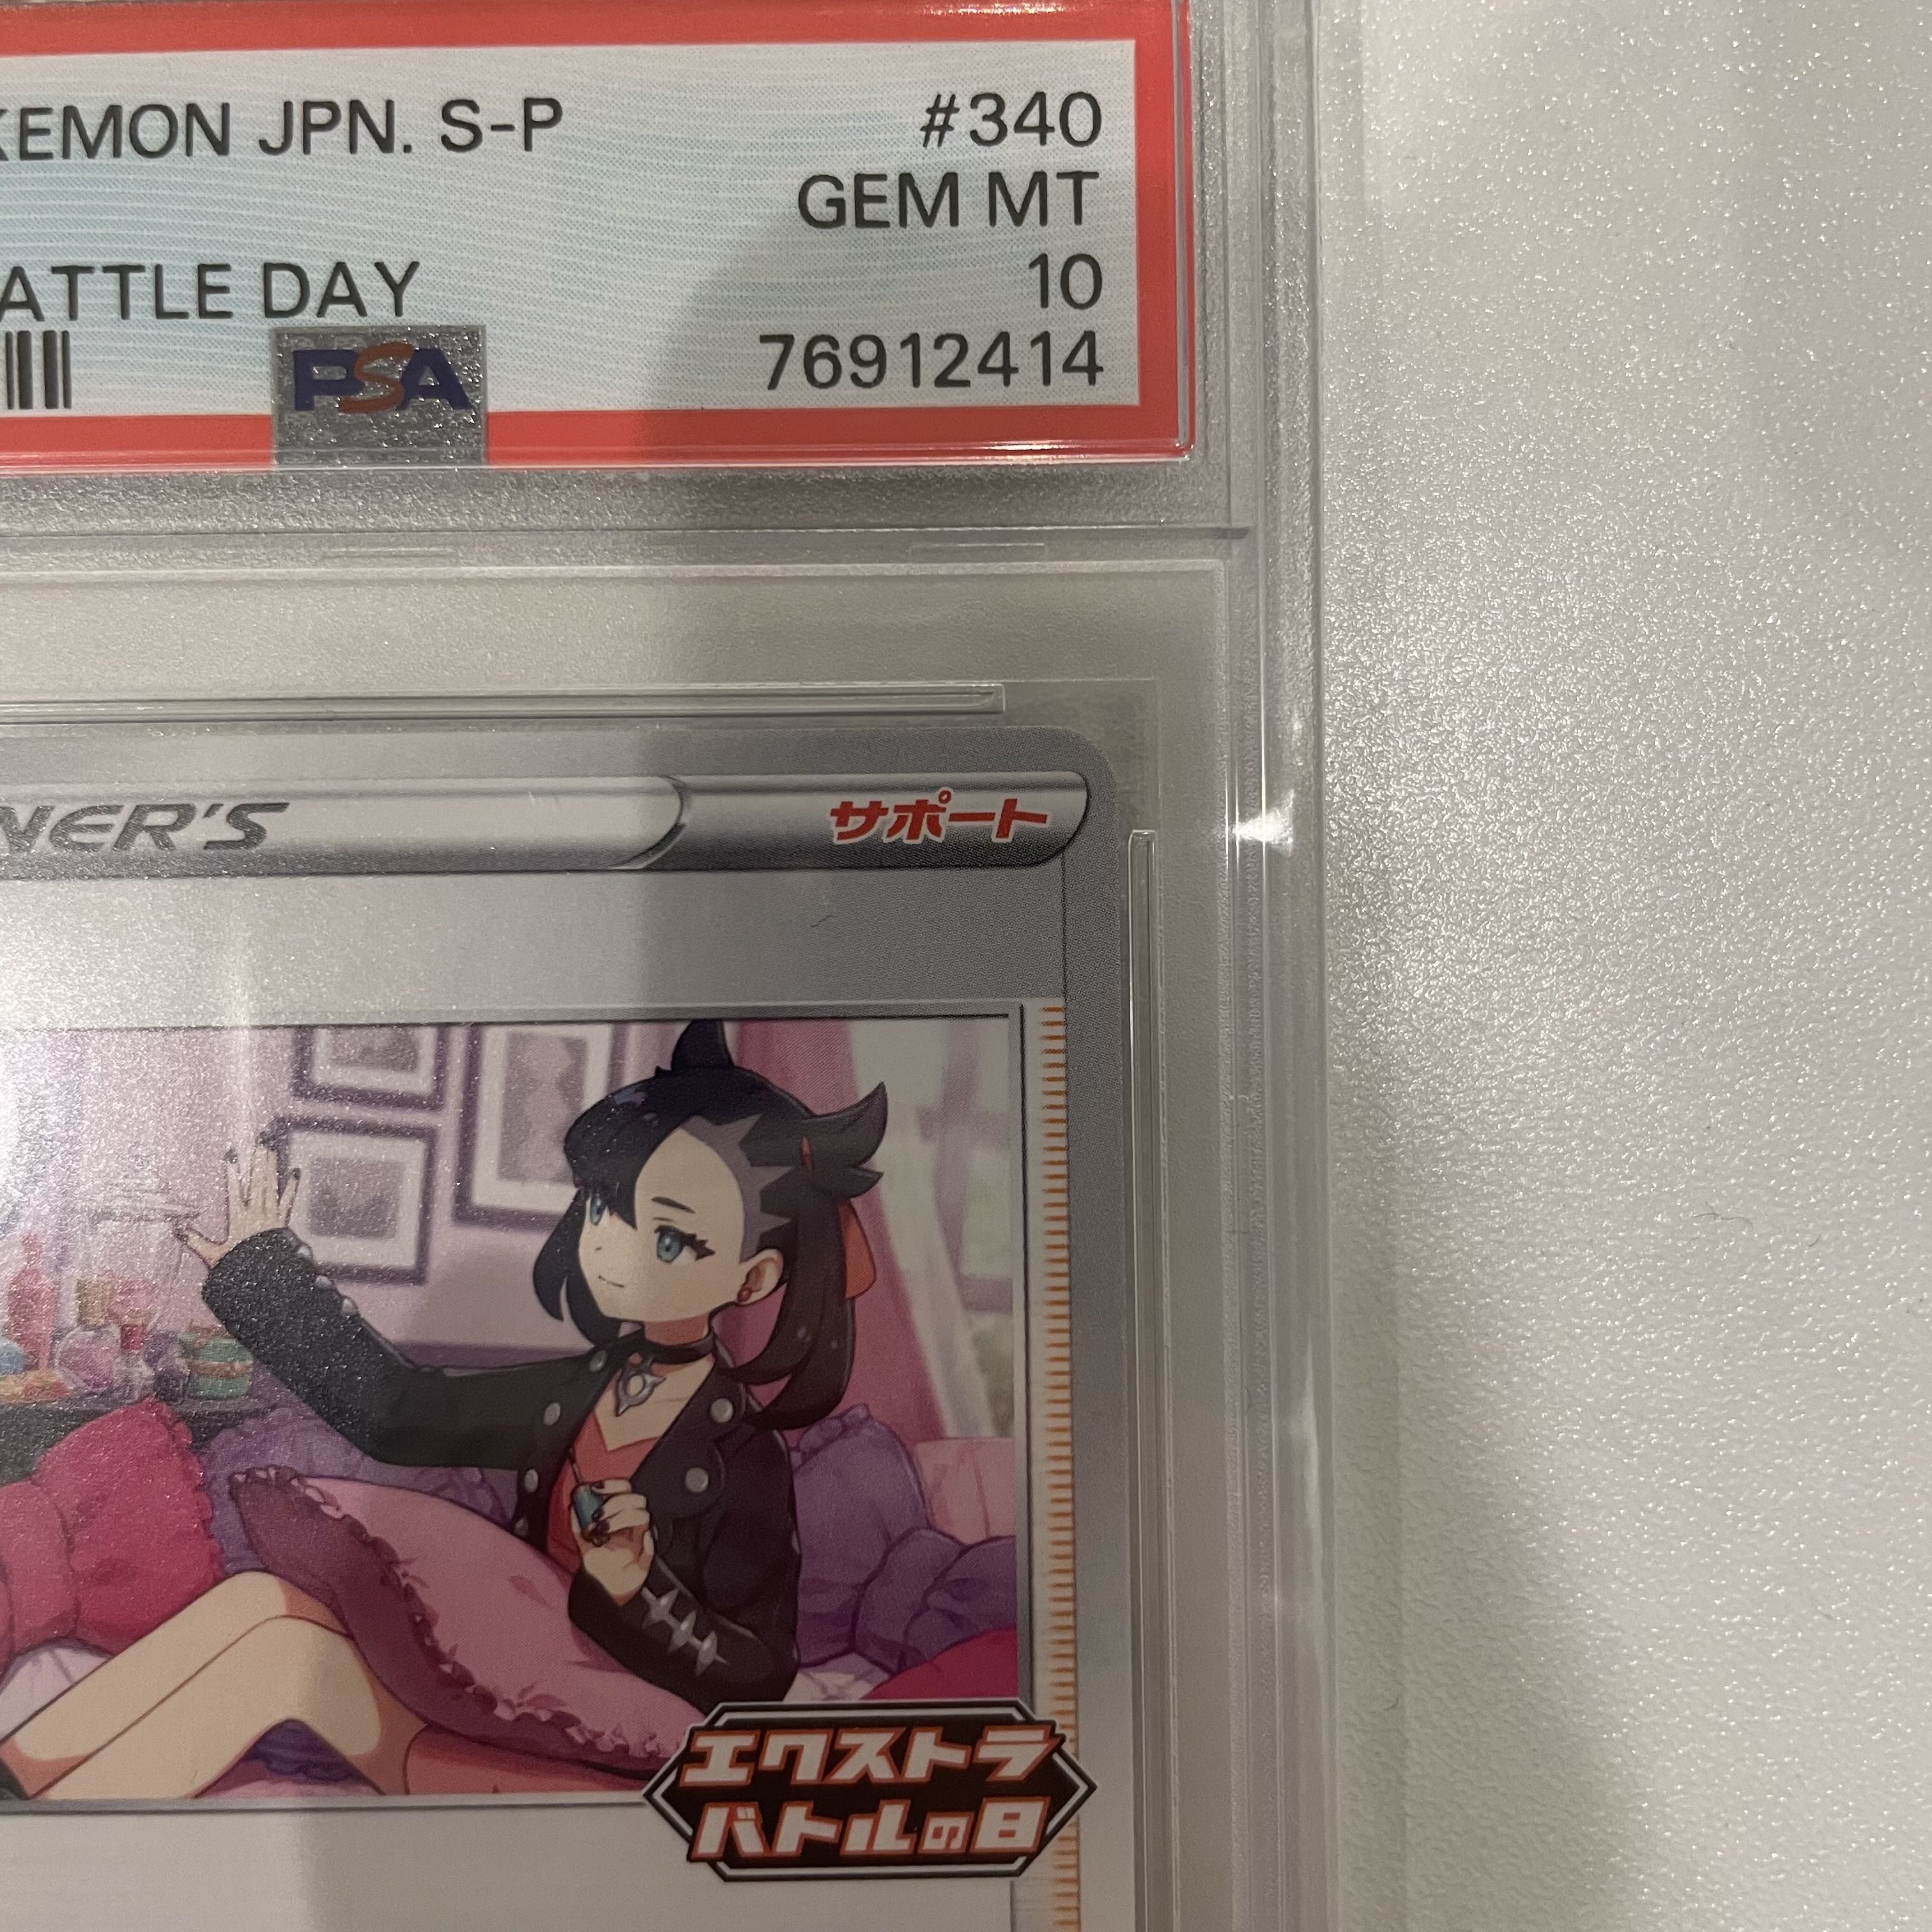 KEMON JPN. S-P #340
GEM MT
ATTLE DAY 10
PSA 76912414
NER'S サポート
エクストラ
バトルの日